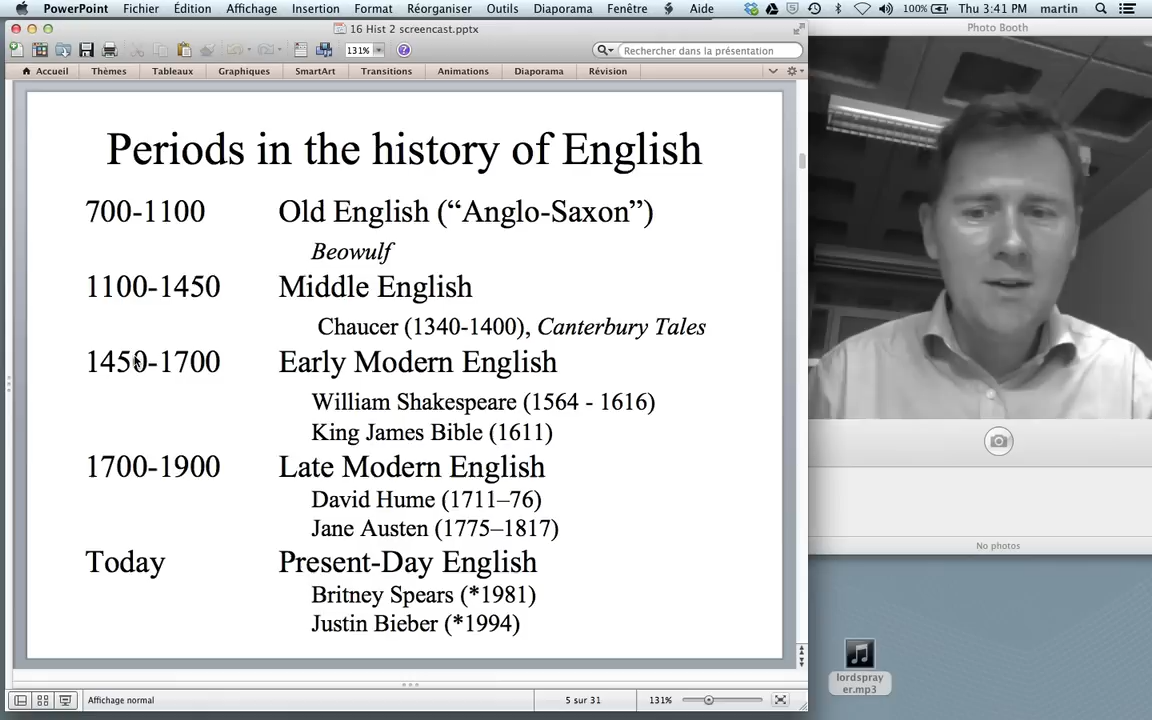 PowerPoint Fichier Édition Affichage Insertion Format Réorganiser Outils Diaporama Fenêtre Aide 100% Thu 3:41 PM martin
16 Hist 2 screencast.pptx
Photo Booth
131% Rechercher dans la présentation
Accueil Thèmes Tableaux Graphiques SmartArt Transitions Animations Diaporama Révision
Periods in the history of English
700-1100 Old English (“Anglo-Saxon”)
Beowulf
1100-1450 Middle English
Chaucer (1340-1400), Canterbury Tales
1450-1700 Early Modern English
William Shakespeare (1564 - 1616)
King James Bible (1611)
1700-1900 Late Modern English
David Hume (1711–76)
Jane Austen (1775–1817)
Today Present-Day English
Britney Spears (*1981)
Justin Bieber (*1994)
No photos
lordspray
er.mp3
Affichage normal 5 sur 31 131%